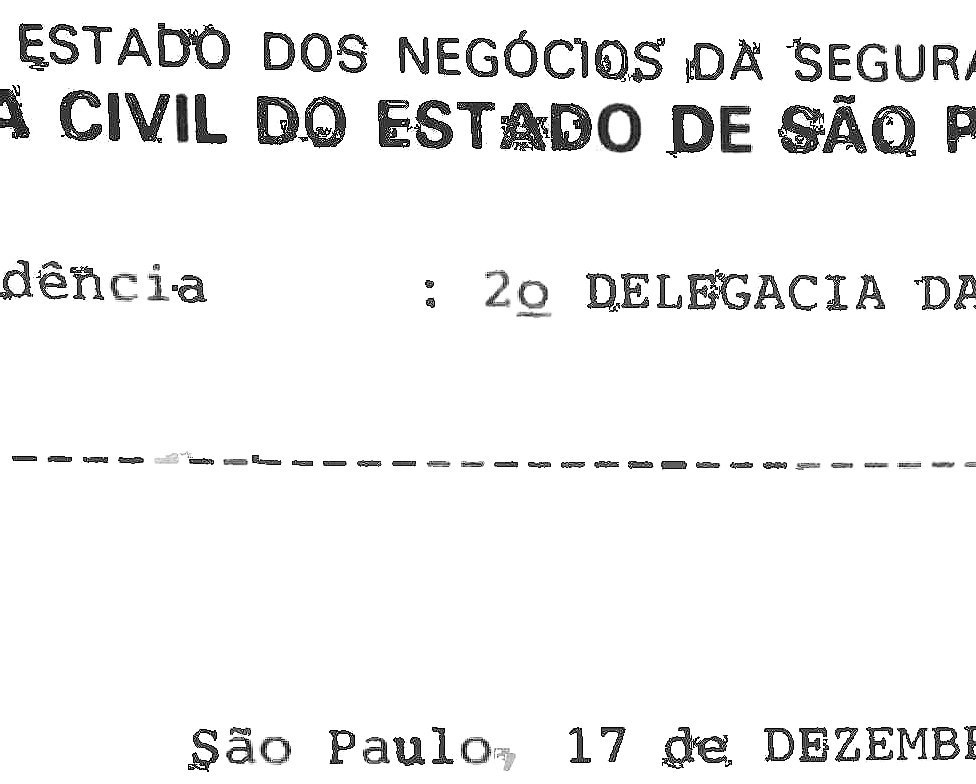 ESTADO DOS NEGÓCIOS DA SEGURA
A CIVIL DO ESTADO DE SÃO P
dência : 2º DELEGACIA DA
São Paulo, 17 de DEZEMB